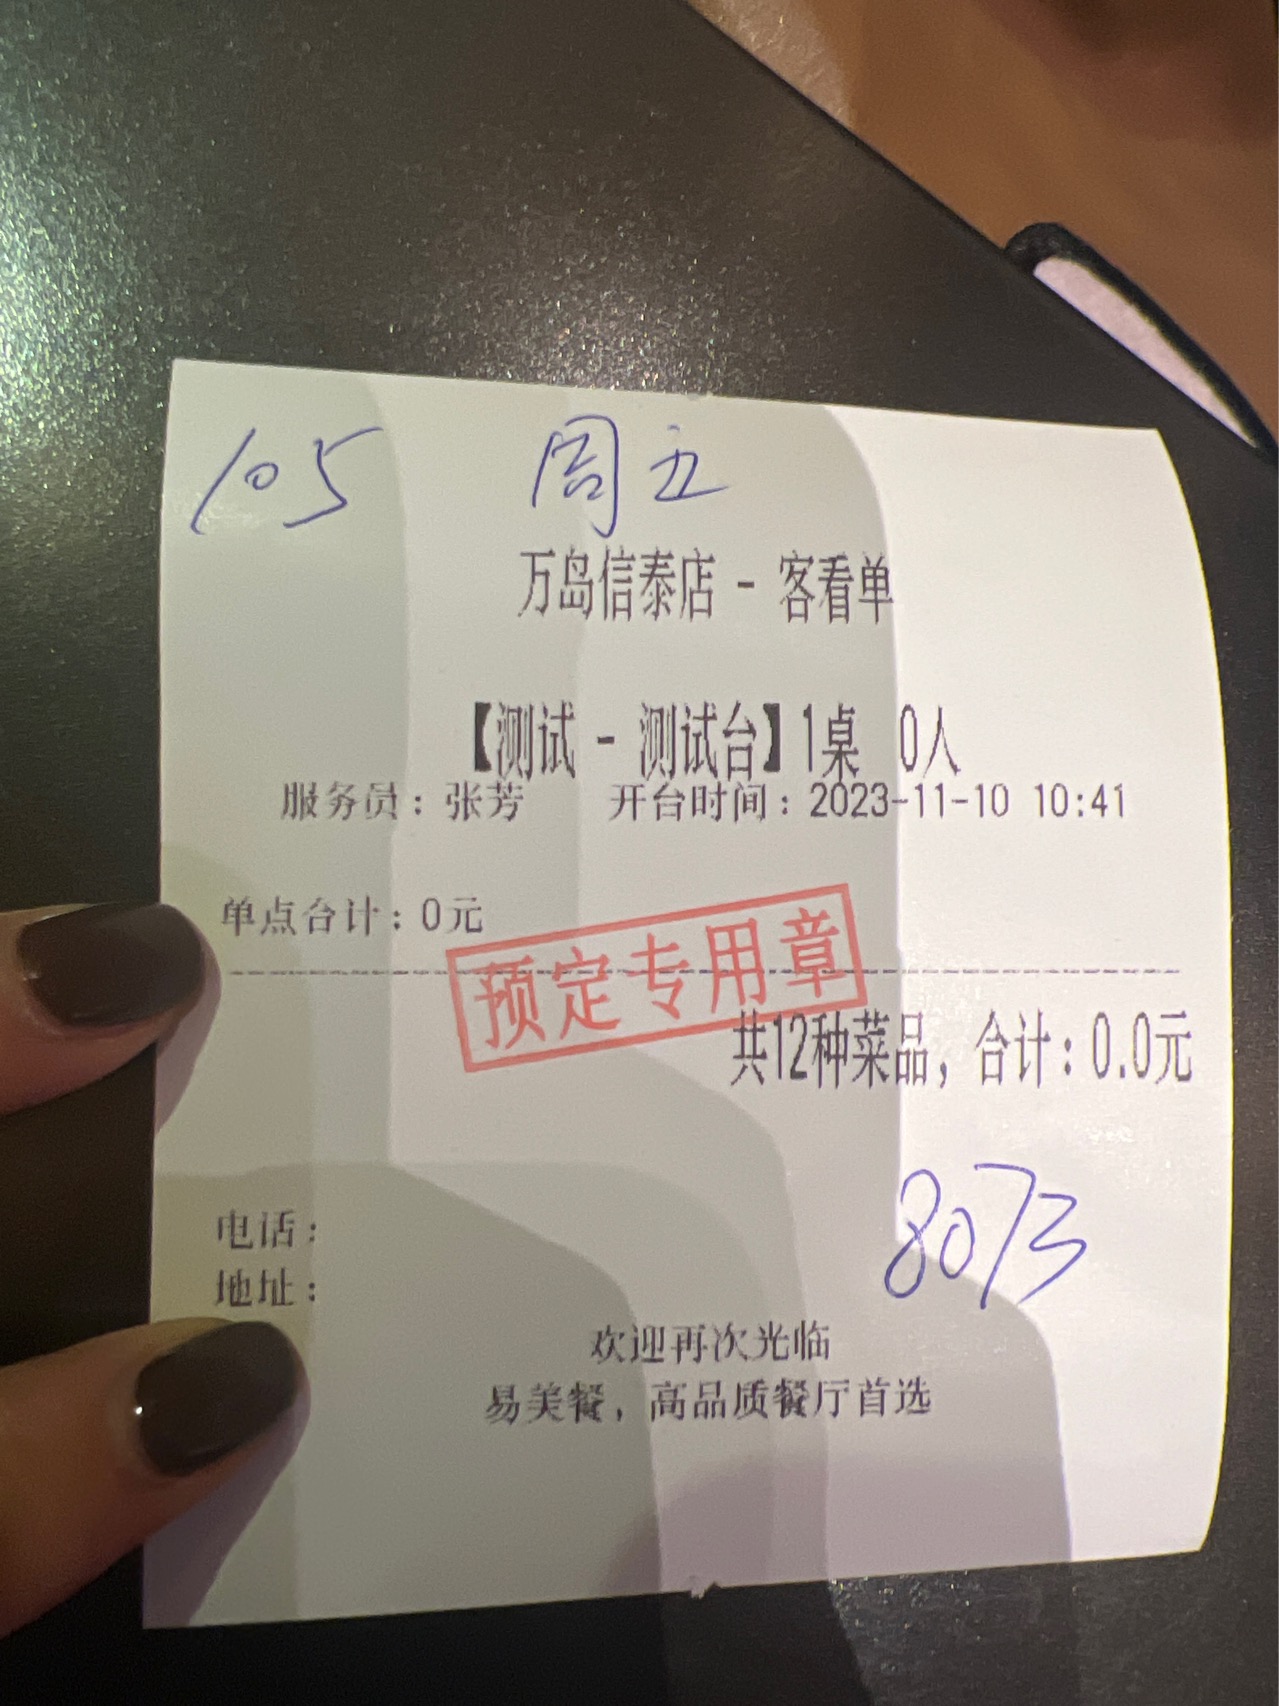 105 周五
万岛信泰店 - 客看单
【测试 - 测试台】1桌 0人
服务员：张芳 开台时间：2023-11-10 10:41
单点合计：0元
预定专用章
共12种菜品，合计：0.0元
8073
电话：
地址：
欢迎再次光临
易美餐，高品质餐厅首选